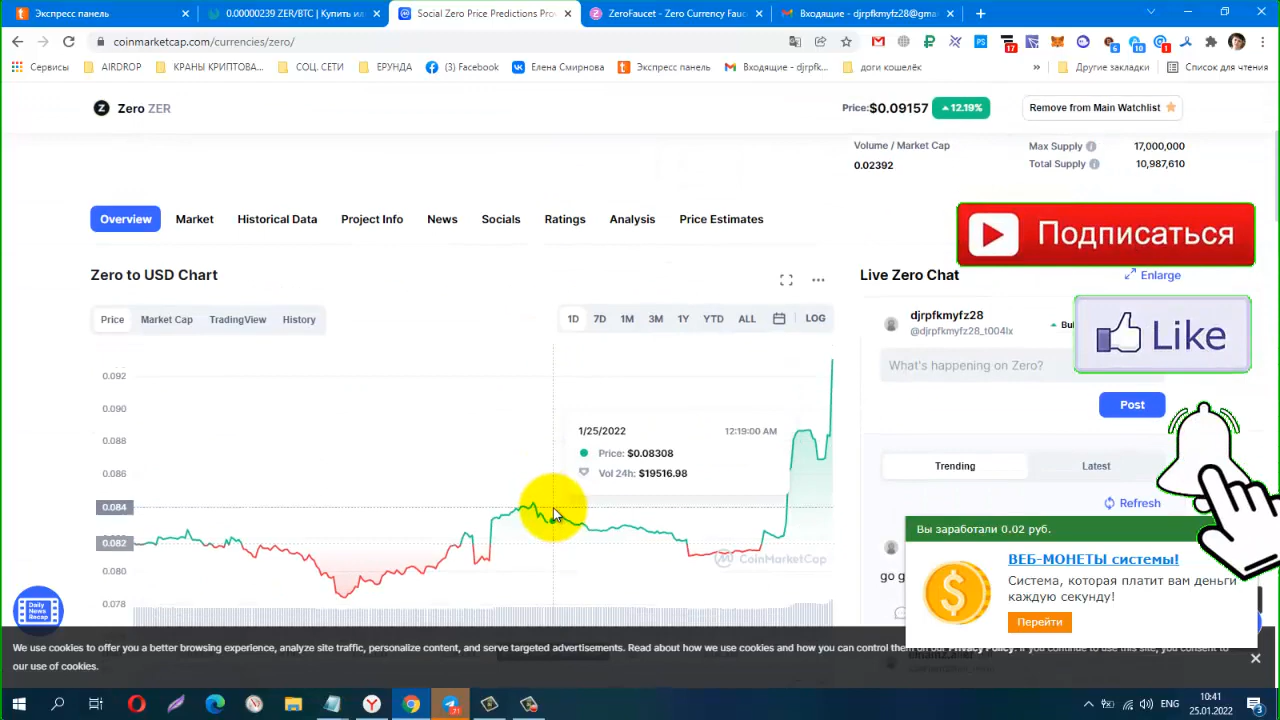 Экспресс панель
0.00000239 ZER/BTC | Купить ил
Social Zero Price Predictions Pro
ZeroFaucet - Zero Currency Fauc
Входящие - djrpfkmyfz28@gma
coinmarketcap.com/currencies/zero/
Сервисы
AIRDROP
КРАНЫ КРИПТОВА...
СОЦ. СЕТИ
ЕРУНДА
(3) Facebook
Елена Смирнова
Экспресс панель
Входящие - djrpfk...
доги кошелёк
»
Другие закладки
Список для чтения
17
6
10
1
Zero ZER
Price: $0.09157
12.19%
Remove from Main Watchlist
Volume / Market Cap
0.02392
Max Supply
17,000,000
Total Supply
10,987,610
Overview
Market
Historical Data
Project Info
News
Socials
Ratings
Analysis
Price Estimates
Подписаться
Zero to USD Chart
Live Zero Chat
Enlarge
Price
Market Cap
TradingView
History
1D
7D
1M
3M
1Y
YTD
ALL
LOG
djrpfkmyfz28
@djrpfkmyfz28_t004lx
Bul
Like
What's happening on Zero?
Post
0.092
0.090
0.088
0.086
0.084
0.082
0.080
0.078
1/25/2022
12:19:00 AM
Price: $0.08308
Vol 24h: $19516.98
CoinMarketCap
Trending
Latest
Refresh
go g
Вы заработали 0.02 руб.
ВЕБ-МОНЕТЫ системы!
Система, которая платит вам деньги
каждую секунду!
Перейти
Daily
News
Recap
We use cookies to offer you a better browsing experience, analyze site traffic, personalize content, and serve targeted advertisements. Read about how we use cookies and how you can control them on our Privacy Policy. If you continue to use this site, you consent to
our use of cookies.
ENG
10:41
25.01.2022
3